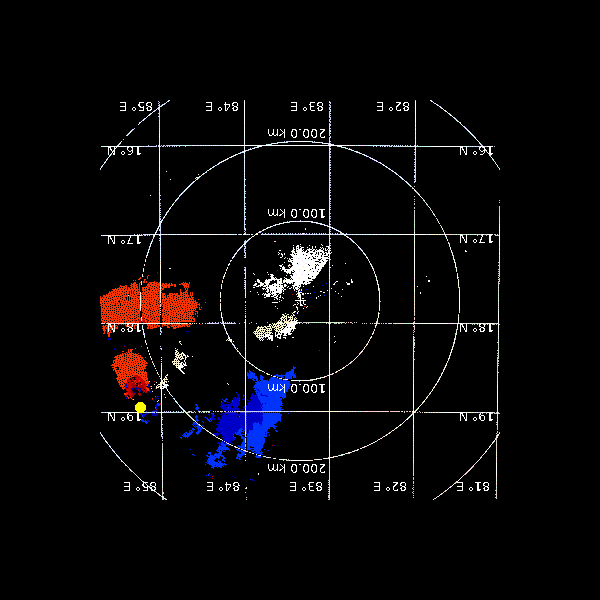 81° E 82° E 83° E 84° E 85° E
200.0 km
19° N 19° N
100.0 km
18° N 18° N
17° N 17° N
100.0 km
16° N 16° N
200.0 km
82° E 83° E 84° E 85° E